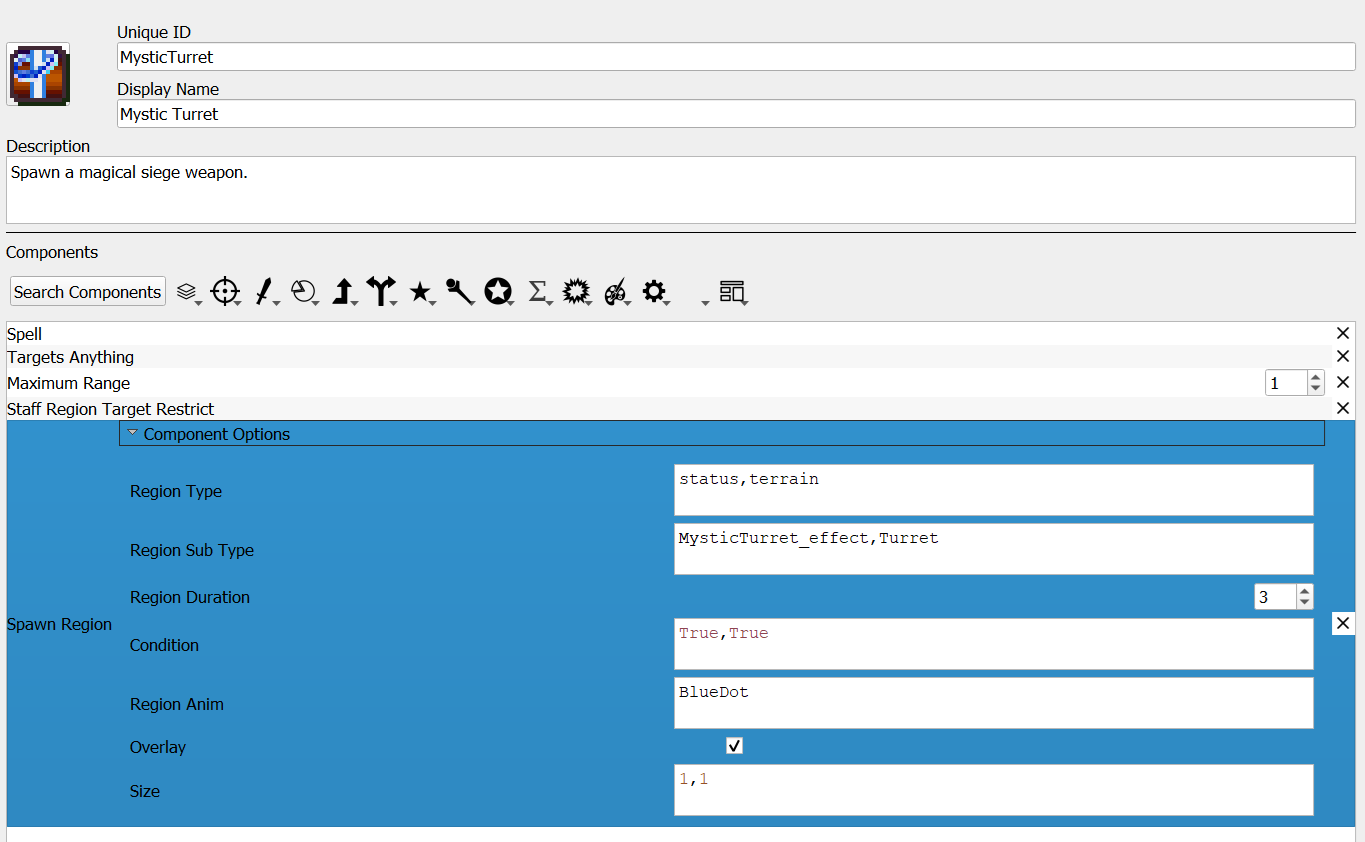 Unique ID
MysticTurret
Display Name
Mystic Turret
Description
Spawn a magical siege weapon.
Components
Search Components
Spell
Targets Anything
Maximum Range 1
Staff Region Target Restrict
Component Options
Region Type status,terrain
Region Sub Type MysticTurret_effect,Turret
Region Duration 3
Spawn Region
Condition True,True
Region Anim BlueDot
Overlay
Size 1,1